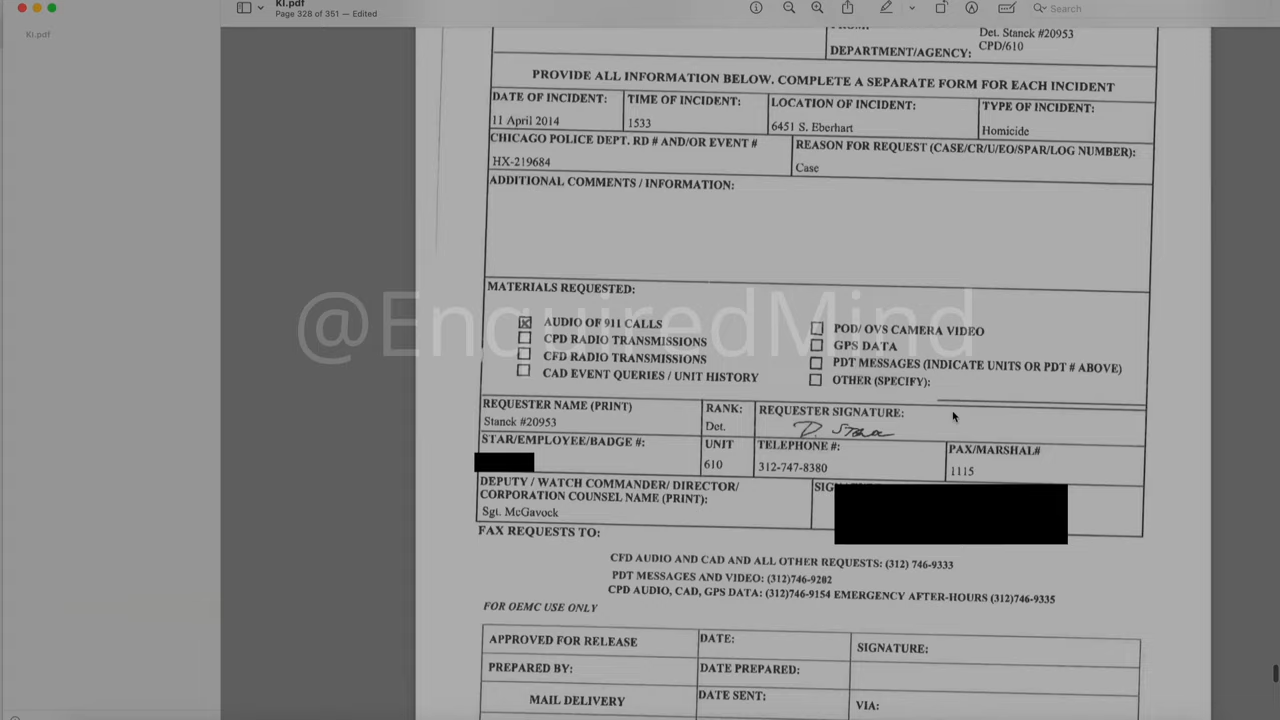 KI.pdf
Page 328 of 351 — Edited
Search
KI.pdf
Det. Stanck #20953
DEPARTMENT/AGENCY: CPD/610
PROVIDE ALL INFORMATION BELOW. COMPLETE A SEPARATE FORM FOR EACH INCIDENT
DATE OF INCIDENT: TIME OF INCIDENT: LOCATION OF INCIDENT: TYPE OF INCIDENT:
11 April 2014 1533 6451 S. Eberhart Homicide
CHICAGO POLICE DEPT. RD # AND/OR EVENT # REASON FOR REQUEST (CASE/CR/U/EO/SPAR/LOG NUMBER):
HX-219684 Case
ADDITIONAL COMMENTS / INFORMATION:
MATERIALS REQUESTED:
@EnquiredMind
AUDIO OF 911 CALLS POD/ OVS CAMERA VIDEO
CPD RADIO TRANSMISSIONS GPS DATA
CFD RADIO TRANSMISSIONS PDT MESSAGES (INDICATE UNITS OR PDT # ABOVE)
CAD EVENT QUERIES / UNIT HISTORY OTHER (SPECIFY):
REQUESTER NAME (PRINT) RANK: REQUESTER SIGNATURE:
Stanck #20953 Det.
STAR/EMPLOYEE/BADGE #: UNIT TELEPHONE #: PAX/MARSHAL#
610 312-747-8380 1115
DEPUTY / WATCH COMMANDER/ DIRECTOR/
CORPORATION COUNSEL NAME (PRINT):
Sgt. McGavock
FAX REQUESTS TO:
CFD AUDIO AND CAD AND ALL OTHER REQUESTS: (312) 746-9333
PDT MESSAGES AND VIDEO: (312)746-9202
CPD AUDIO, CAD, GPS DATA: (312)746-9154 EMERGENCY AFTER-HOURS (312)746-9335
FOR OEMC USE ONLY
APPROVED FOR RELEASE DATE: SIGNATURE:
PREPARED BY: DATE PREPARED:
MAIL DELIVERY DATE SENT: VIA: